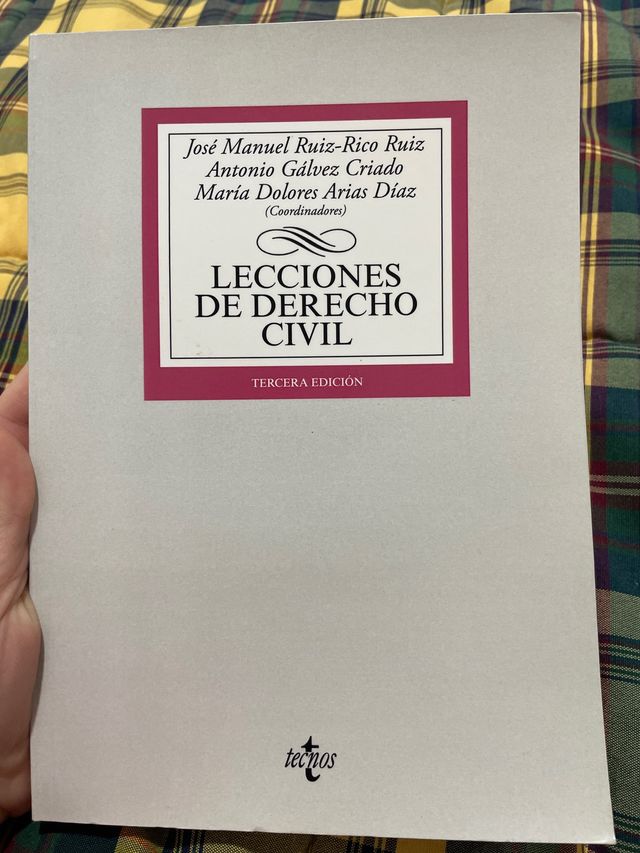 José Manuel Ruiz-Rico Ruiz
Antonio Gálvez Criado
María Dolores Arias Díaz
(Coordinadores)
LECCIONES
DE DERECHO
CIVIL
TERCERA EDICIÓN
tecnos